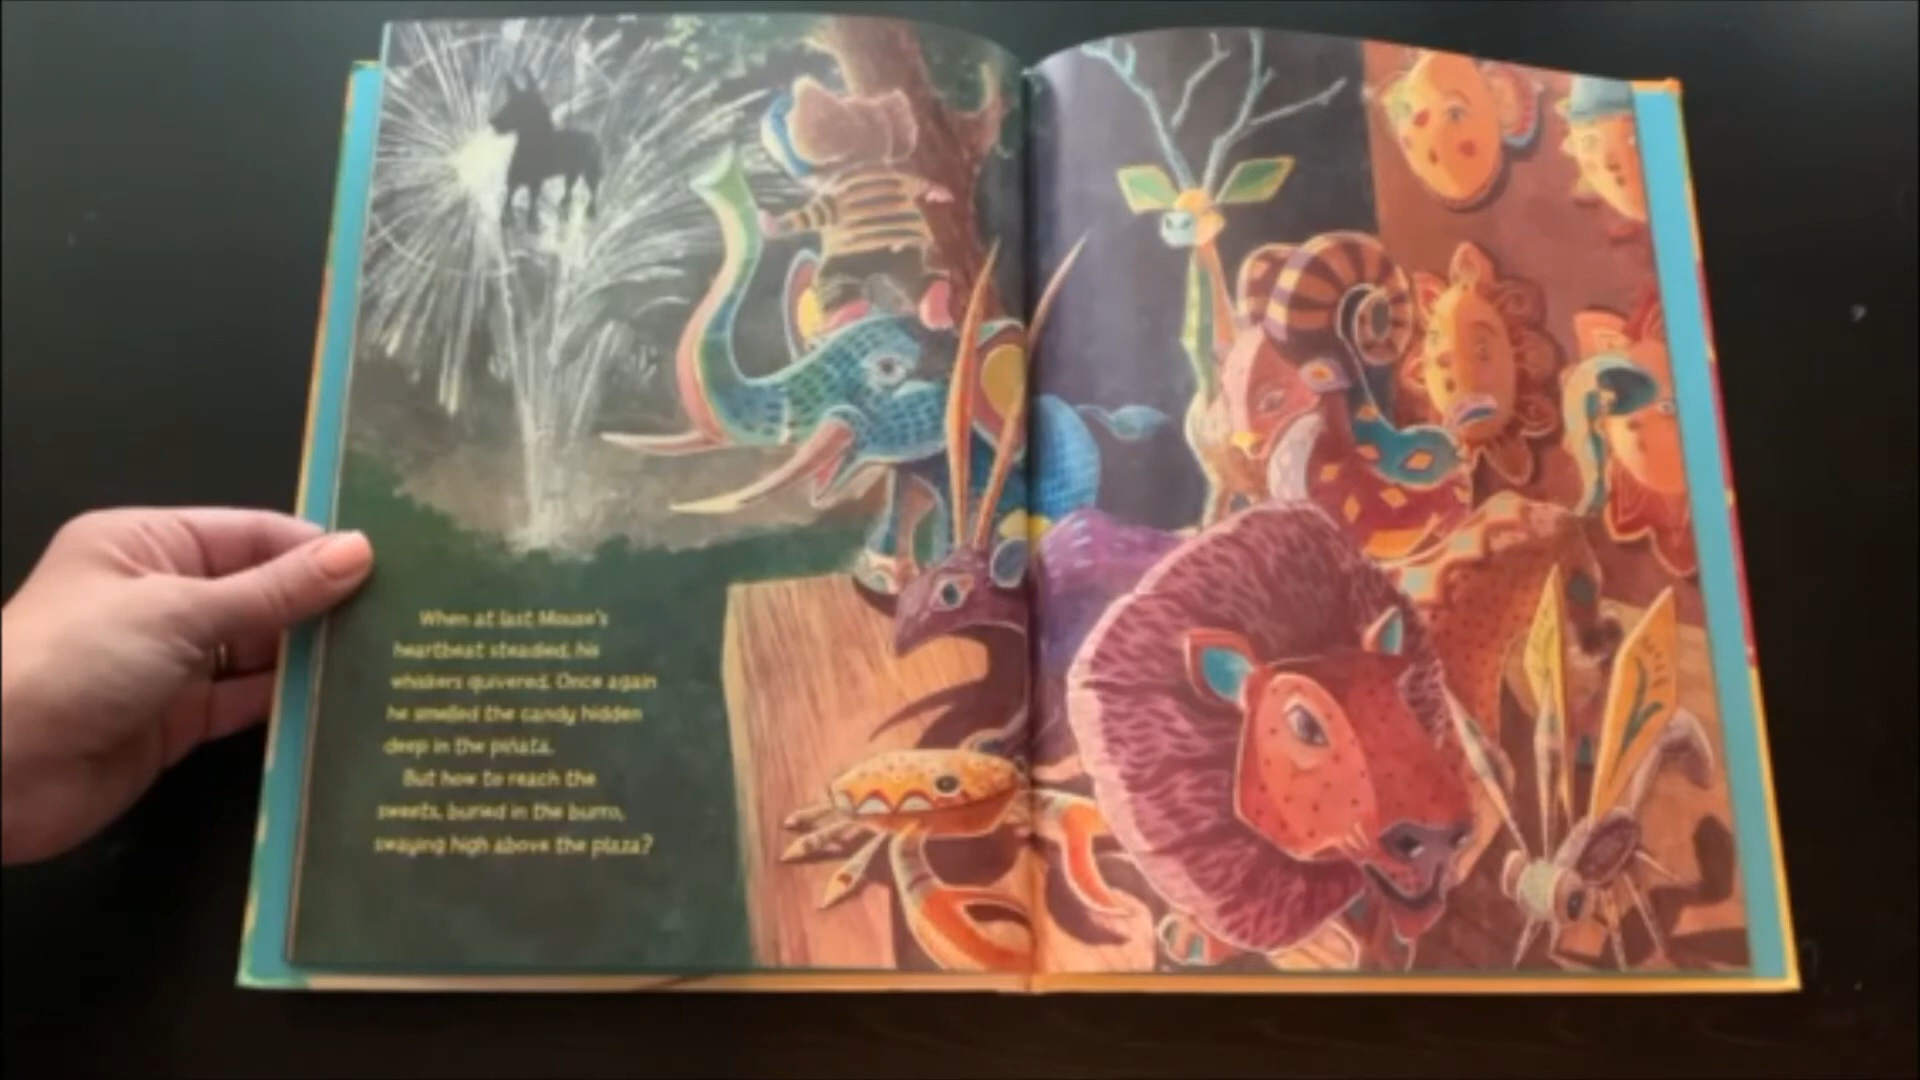 When at last Mouse's
heartbeat steadied, his
whiskers quivered. Once again
he smelled the candy hidden
deep in the piñata.
But how to reach the
sweets, buried in the burro,
swaying high above the plaza?